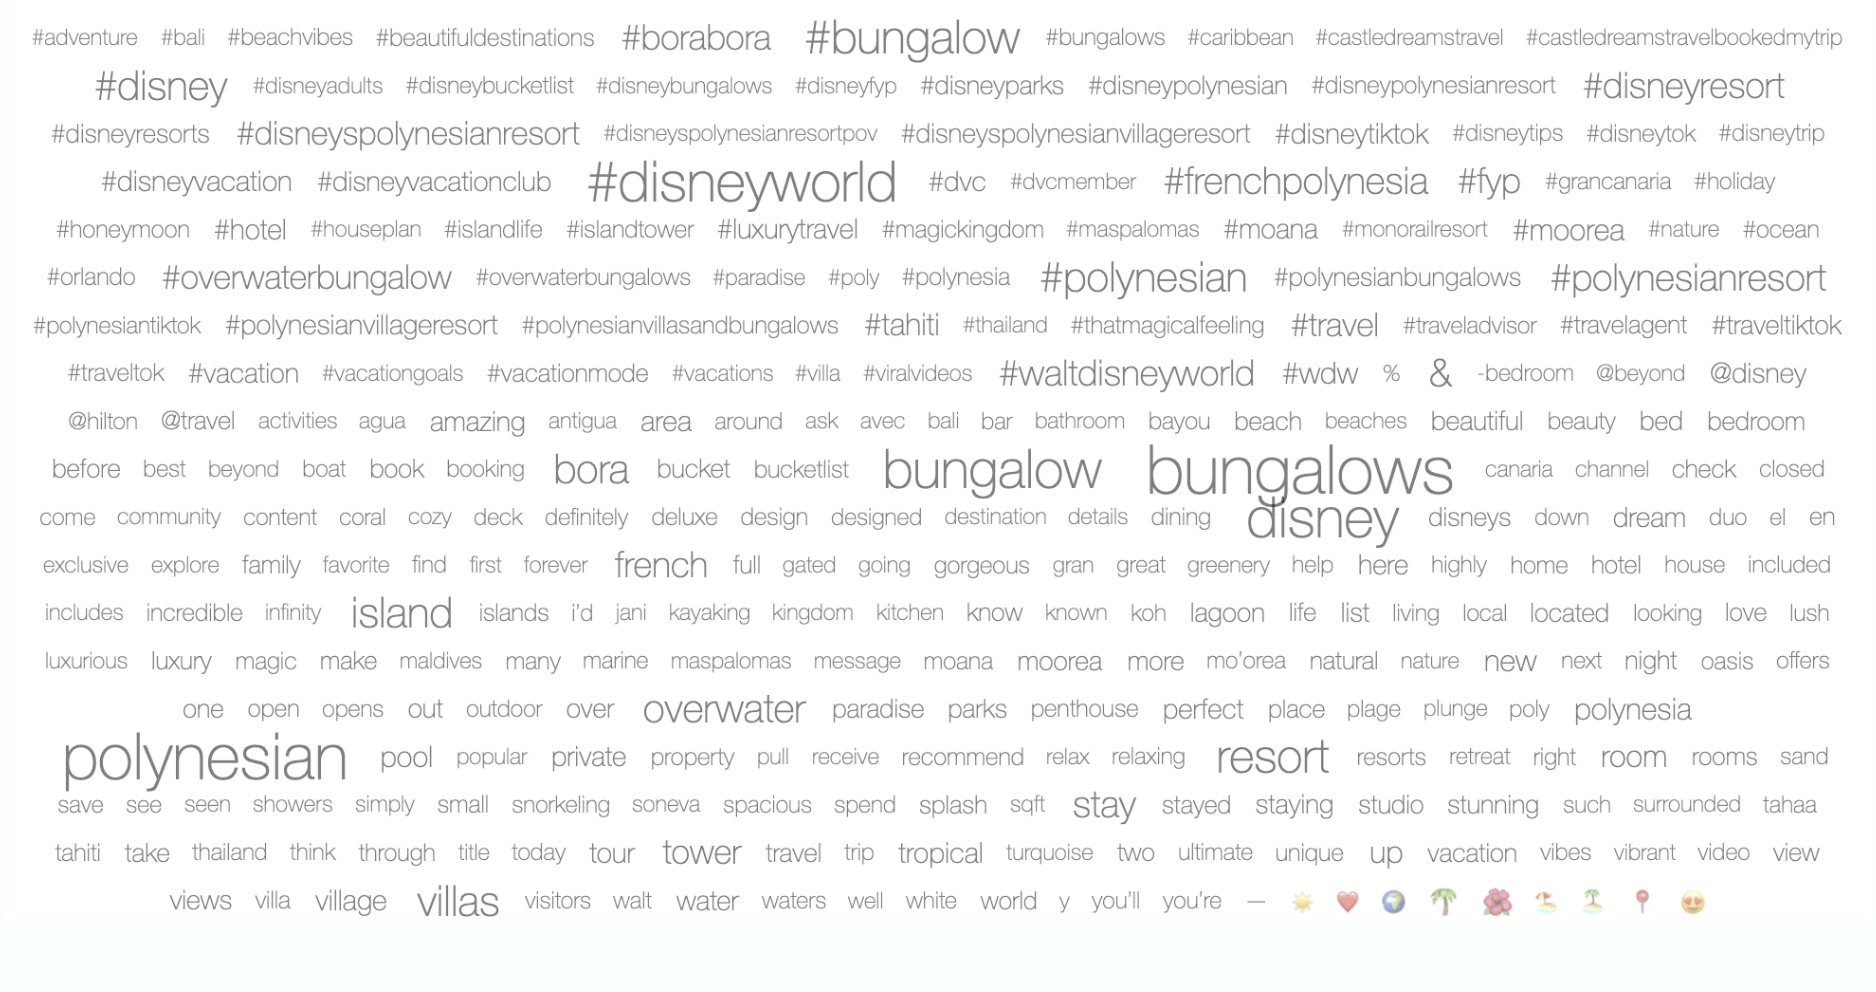 #adventure #bali #beachvibes #beautifuldestinations #borabora #bungalow #bungalows #caribbean #castledreamstravel #castledreamstravelbookedmytrip
#disney #disneyadults #disneybucketlist #disneybungalows #disneyfyp #disneyparks #disneypolynesian #disneypolynesianresort #disneyresort
#disneyresorts #disneyspolynesianresort #disneyspolynesianresortpov #disneyspolynesianvillageresort #disneytiktok #disneytips #disneytok #disneytrip
#disneyvacation #disneyvacationclub #disneyworld #dvc #dvcmember #frenchpolynesia #fyp #grancanaria #holiday
#honeymoon #hotel #houseplan #islandlife #islandtower #luxurytravel #magickingdom #maspalomas #moana #monorailresort #moorea #nature #ocean
#orlando #overwaterbungalow #overwaterbungalows #paradise #poly #polynesia #polynesian #polynesianbungalows #polynesianresort
#polynesiantiktok #polynesianvillageresort #polynesianvillasandbungalows #tahiti #thailand #thatmagicalfeeling #travel #traveladvisor #travelagent #traveltiktok
#traveltok #vacation #vacationgoals #vacationmode #vacations #villa #viralvideos #waltdisneyworld #wdw % & -bedroom @beyond @disney
@hilton @travel activities agua amazing antigua area around ask avec bali bar bathroom bayou beach beaches beautiful beauty bed bedroom
before best beyond boat book booking bora bucket bucketlist bungalow bungalows canaria channel check closed
come community content coral cozy deck definitely deluxe design designed destination details dining disney disneys down dream duo el en
exclusive explore family favorite find first forever french full gated going gorgeous gran great greenery help here highly home hotel house included
includes incredible infinity island islands i'd jani kayaking kingdom kitchen know known koh lagoon life list living local located looking love lush
luxurious luxury magic make maldives many marine maspalomas message moana moorea more mo'orea natural nature new next night oasis offers
one open opens out outdoor over overwater paradise parks penthouse perfect place plage plunge poly polynesia
polynesian pool popular private property pull receive recommend relax relaxing resort resorts retreat right room rooms sand
save see seen showers simply small snorkeling soneva spacious spend splash sqft stay stayed staying studio stunning such surrounded tahaa
tahiti take thailand think through title today tour tower travel trip tropical turquoise two ultimate unique up vacation vibes vibrant video view
views villa village villas visitors walt water waters well white world y you'll you're — ☀️ ❤️ 🌍 🌴 🌺 🏖️ 🏝️ 📍 😍